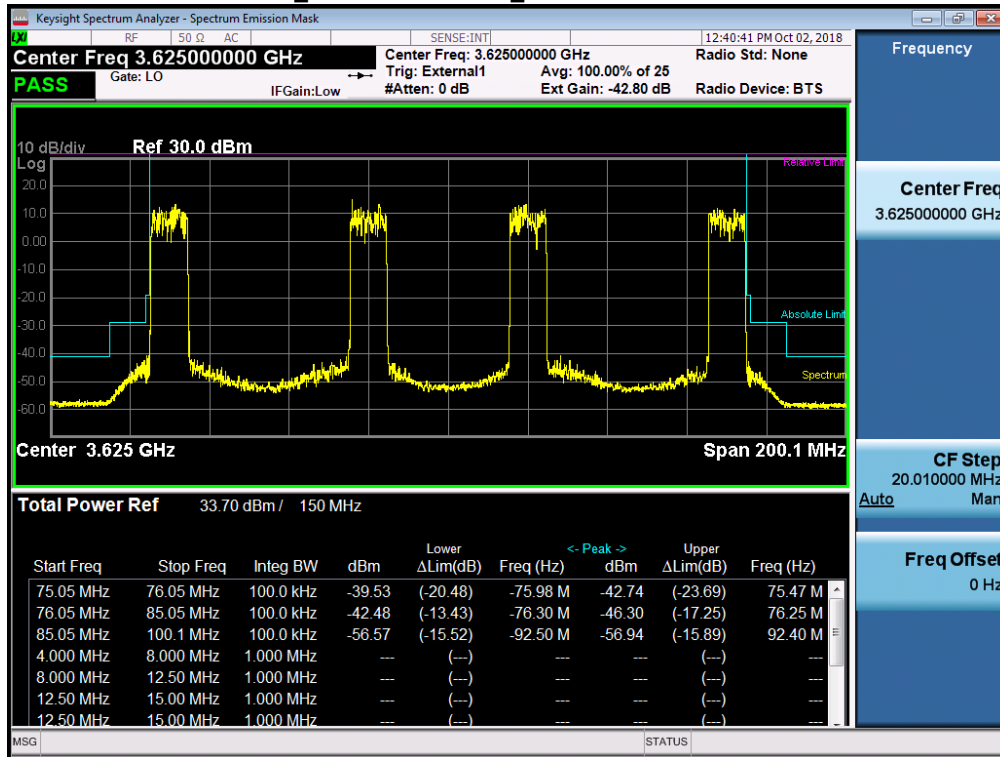 Keysight Spectrum Analyzer - Spectrum Emission Mask
LXI RF 50 Ω AC SENSE:INT 12:40:41 PM Oct 02, 2018
Center Freq 3.625000000 GHz
Center Freq: 3.625000000 GHz
Radio Std: None
Gate: LO
Trig: External1 Avg: 100.00% of 25
PASS
IFGain:Low
#Atten: 0 dB Ext Gain: -42.80 dB Radio Device: BTS
Frequency
10 dB/div Ref 30.0 dBm
Log
Relative Limit
20.0
10.0
0.00
-10.0
-20.0
-30.0
-40.0
-50.0
-60.0
Absolute Limit
Spectrum
Center 3.625 GHz Span 200.1 MHz
Center Freq
3.625000000 GHz
CF Step
20.010000 MHz
Auto Man
Freq Offset
0 Hz
Total Power Ref 33.70 dBm / 150 MHz
Lower <- Peak -> Upper
Start Freq Stop Freq Integ BW dBm ΔLim(dB) Freq (Hz) dBm ΔLim(dB) Freq (Hz)
75.05 MHz 76.05 MHz 100.0 kHz -39.53 (-20.48) -75.98 M -42.74 (-23.69) 75.47 M
76.05 MHz 85.05 MHz 100.0 kHz -42.48 (-13.43) -76.30 M -46.30 (-17.25) 76.25 M
85.05 MHz 100.1 MHz 100.0 kHz -56.57 (-15.52) -92.50 M -56.94 (-15.89) 92.40 M
4.000 MHz 8.000 MHz 1.000 MHz --- (---) --- --- (---) ---
8.000 MHz 12.50 MHz 1.000 MHz --- (---) --- --- (---) ---
12.50 MHz 15.00 MHz 1.000 MHz --- (---) --- --- (---) ---
12.50 MHz 15.00 MHz 1.000 MHz --- (---) --- --- (---) ---
MSG STATUS